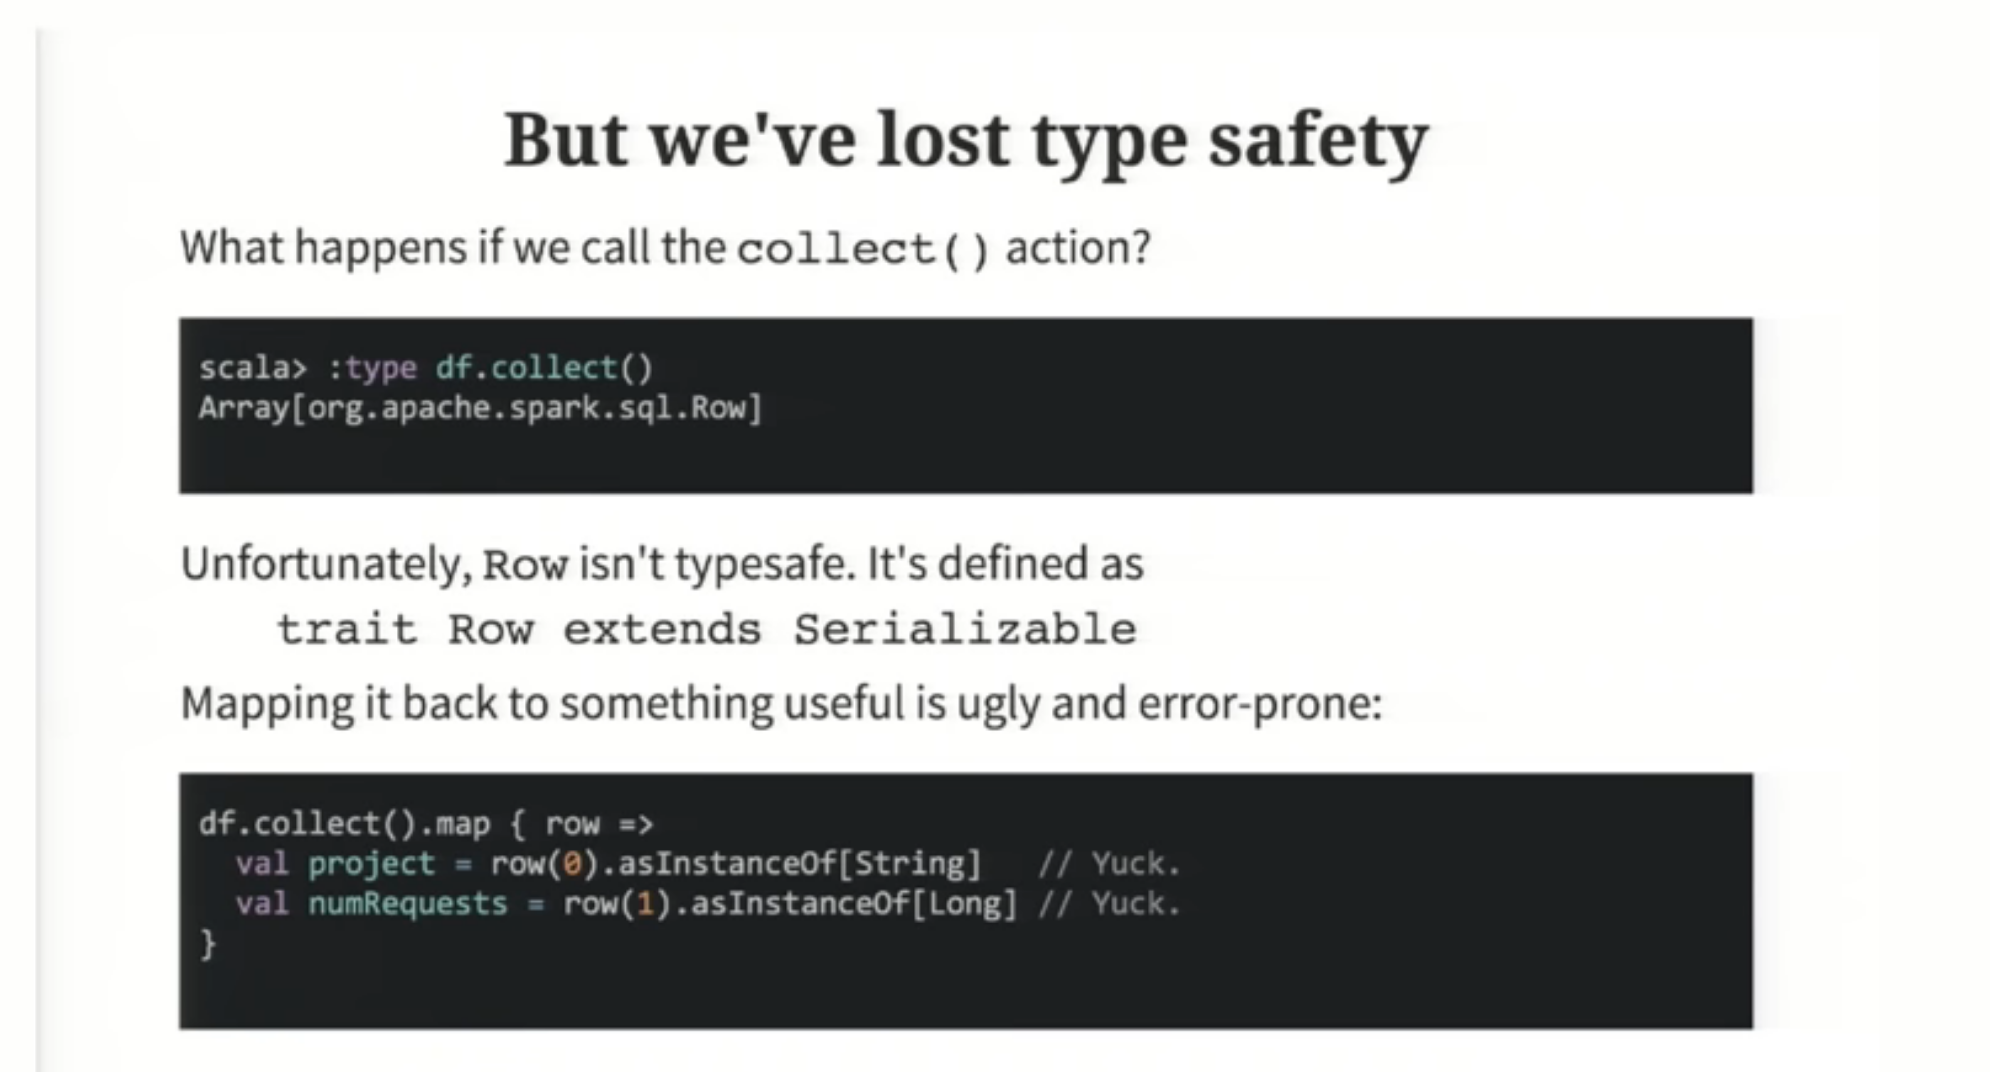 But we've lost type safety
What happens if we call the collect() action?
scala> :type df.collect()
Array[org.apache.spark.sql.Row]
Unfortunately, Row isn't typesafe. It's defined as
trait Row extends Serializable
Mapping it back to something useful is ugly and error-prone:
df.collect().map { row =>
  val project = row(0).asInstanceOf[String]   // Yuck.
  val numRequests = row(1).asInstanceOf[Long] // Yuck.
}